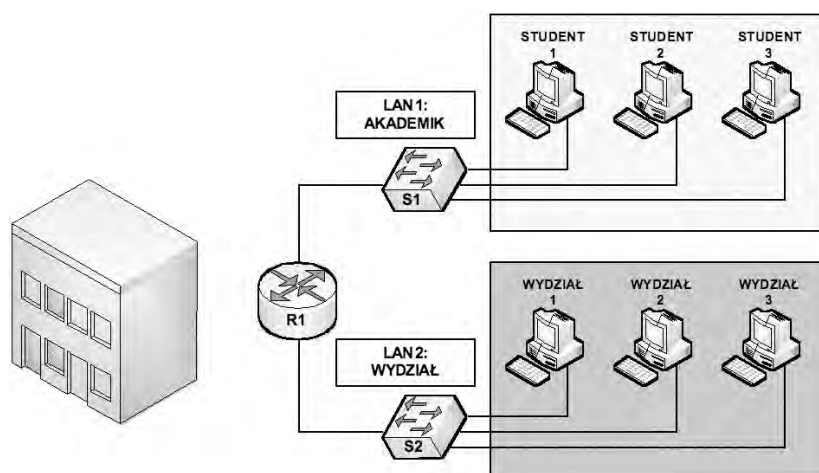 STUDENT
1
STUDENT
2
STUDENT
3
LAN 1:
AKADEMIK
S1
R1
WYDZIAŁ
1
WYDZIAŁ
2
WYDZIAŁ
3
LAN 2:
WYDZIAŁ
S2